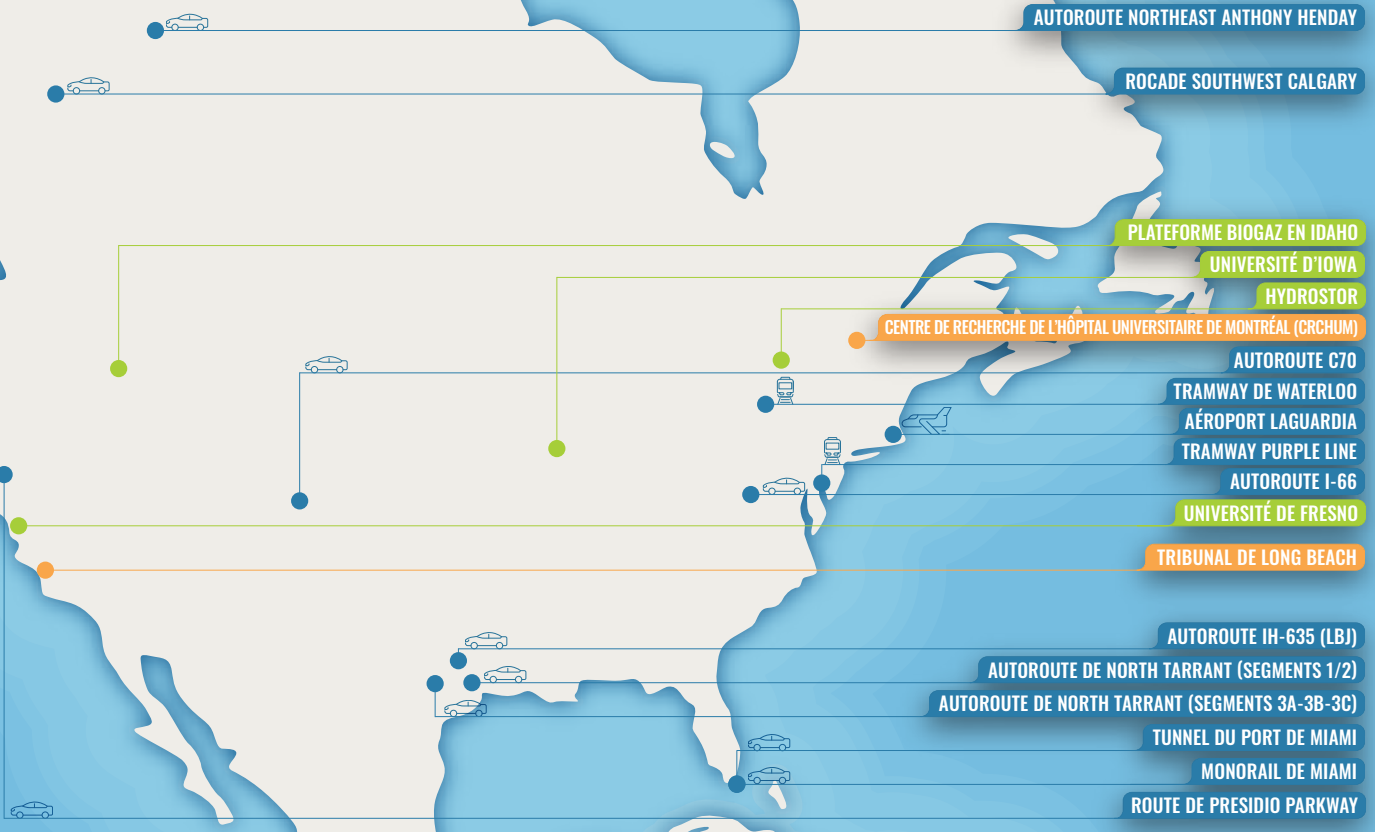 AUTOROUTE NORTHEAST ANTHONY HENDAY
ROCADE SOUTHWEST CALGARY
PLATEFORME BIOGAZ EN IDAHO
UNIVERSITÉ D'IOWA
HYDROSTOR
CENTRE DE RECHERCHE DE L'HÔPITAL UNIVERSITAIRE DE MONTRÉAL (CRCHUM)
AUTOROUTE C70
TRAMWAY DE WATERLOO
AÉROPORT LAGUARDIA
TRAMWAY PURPLE LINE
AUTOROUTE I-66
UNIVERSITÉ DE FRESNO
TRIBUNAL DE LONG BEACH
AUTOROUTE IH-635 (LBJ)
AUTOROUTE DE NORTH TARRANT (SEGMENTS 1/2)
AUTOROUTE DE NORTH TARRANT (SEGMENTS 3A-3B-3C)
TUNNEL DU PORT DE MIAMI
MONORAIL DE MIAMI
ROUTE DE PRESIDIO PARKWAY